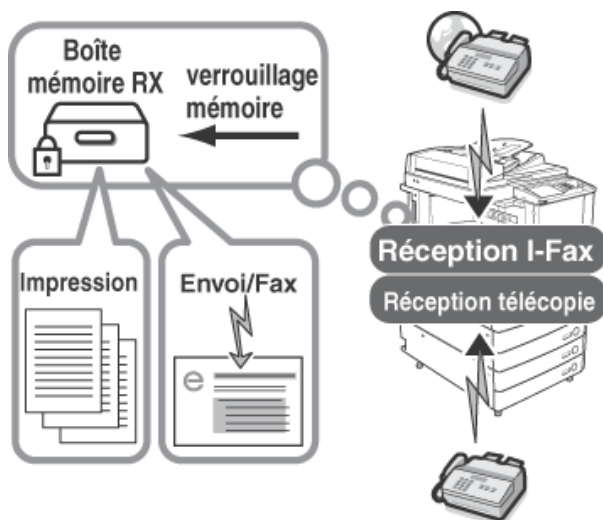 Boîte
mémoire RX
verrouillage
mémoire
Réception I-Fax
Réception télécopie
Impression
Envoi/Fax
e